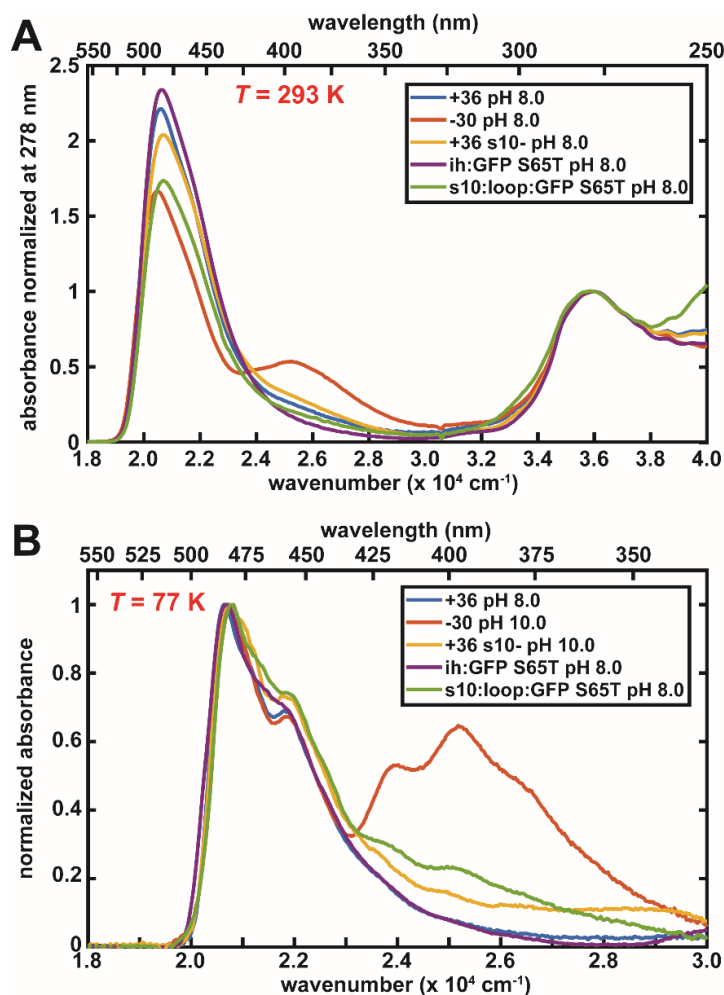 A
wavelength (nm)
550 500 450 400 350 300 250
T = 293 K
+36 pH 8.0
-30 pH 8.0
+36 s10- pH 8.0
ih:GFP S65T pH 8.0
s10:loop:GFP S65T pH 8.0
absorbance normalized at 278 nm
2.5
2
1.5
1
0.5
0
1.8 2.0 2.2 2.4 2.6 2.8 3.0 3.2 3.4 3.6 3.8 4.0
wavenumber (x 10⁴ cm⁻¹)
B
wavelength (nm)
550 525 500 475 450 425 400 375 350
T = 77 K
+36 pH 8.0
-30 pH 10.0
+36 s10- pH 10.0
ih:GFP S65T pH 8.0
s10:loop:GFP S65T pH 8.0
normalized absorbance
1
0.8
0.6
0.4
0.2
0
1.8 2.0 2.2 2.4 2.6 2.8 3.0
wavenumber (x 10⁴ cm⁻¹)